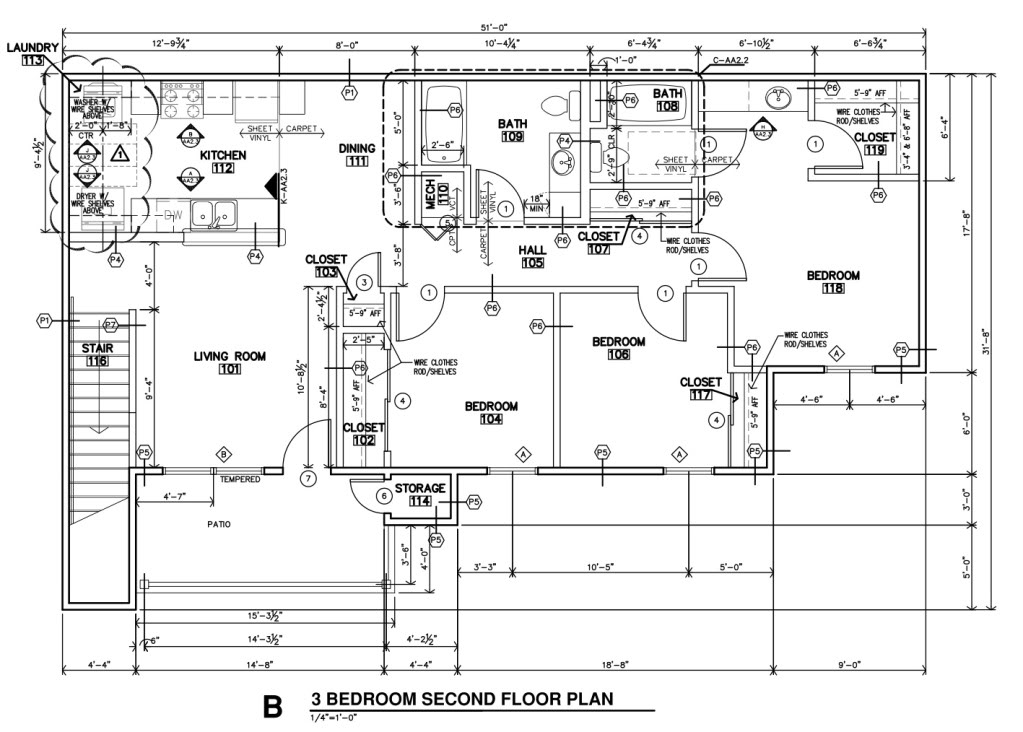 51'-0"
12'-9¾" 8'-0" 10'-4¼" 6'-4¾" 6'-10½" 6'-6¾"
LAUNDRY
113
1'-0"
C-AA2.2
WASHER W/
WIRE SHELVES
ABOVE
2'-0" 1'-8"
CTR
1
DRYER W/
WIRE SHELVES
ABOVE
9'-4½"
P4
DW
SHEET CARPET
VINYL
KITCHEN
112
K-AA2.3
P4
P1
DINING
111
5'-0"
3'-6"
3'-8"
P6
2'-6"
P6
MECH
110
BATH
109
18"
MIN
SHEET
VINYL
CARPET
1
5
P6
P4
P6
2'-9" CLR
BATH
108
P6
SHEET CARPET
VINYL
5'-9" AFF
P6
CLOSET
107
4
WIRE CLOTHES
ROD/SHELVES
1
P6
1
5'-9" AFF
WIRE CLOTHES
ROD/SHELVES
CLOSET
119
3'-4" & 6'-8" AFF
P6
6'-4"
17'-8"
31'-8"
HALL
105
1
BEDROOM
118
CLOSET
103
3
5'-9" AFF
2'-4½"
2'-5"
P6
5'-9" AFF
WIRE CLOTHES
ROD/SHELVES
4
CLOSET
102
10'-8½"
8'-4"
P1
P7
STAIR
116
4'-0"
9'-4"
LIVING ROOM
101
P5
B
TEMPERED
7
1
P6
P6
1
BEDROOM
104
BEDROOM
106
P6
CLOSET
117
4
5'-9" AFF
WIRE CLOTHES
ROD/SHELVES
A
P5
4'-6" 4'-6"
6'-0"
A
P5
A
P5
6
STORAGE
114
P5
P5
4'-7"
PATIO
3'-0"
3'-6"
4'-0"
3'-3" 10'-5" 5'-0"
5'-0"
15'-3½"
6" 14'-3½" 4'-2½"
4'-4" 14'-8" 4'-4" 18'-8" 9'-0"
B 3 BEDROOM SECOND FLOOR PLAN
1/4"=1'-0"